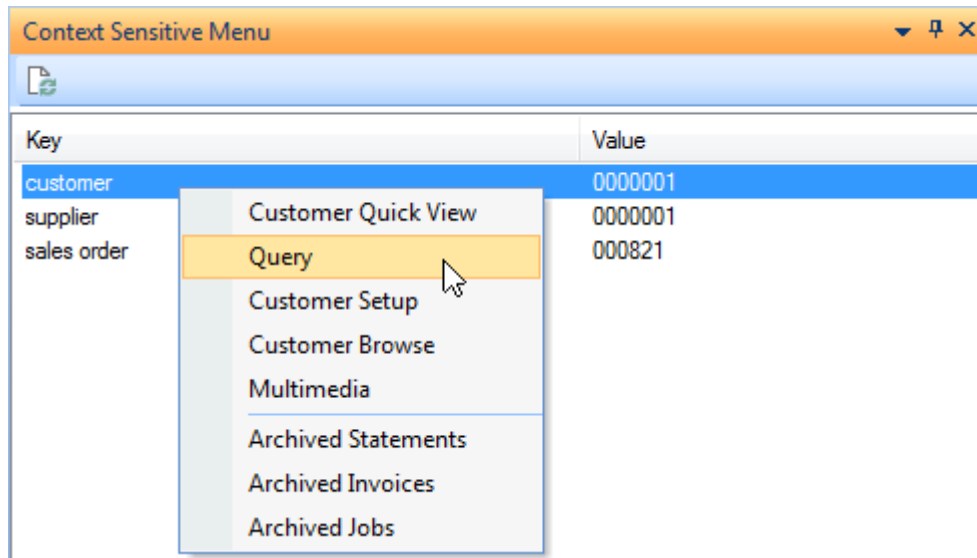 Context Sensitive Menu
Key Value
customer 0000001
supplier 0000001
sales order 000821
Customer Quick View
Query
Customer Setup
Customer Browse
Multimedia
Archived Statements
Archived Invoices
Archived Jobs